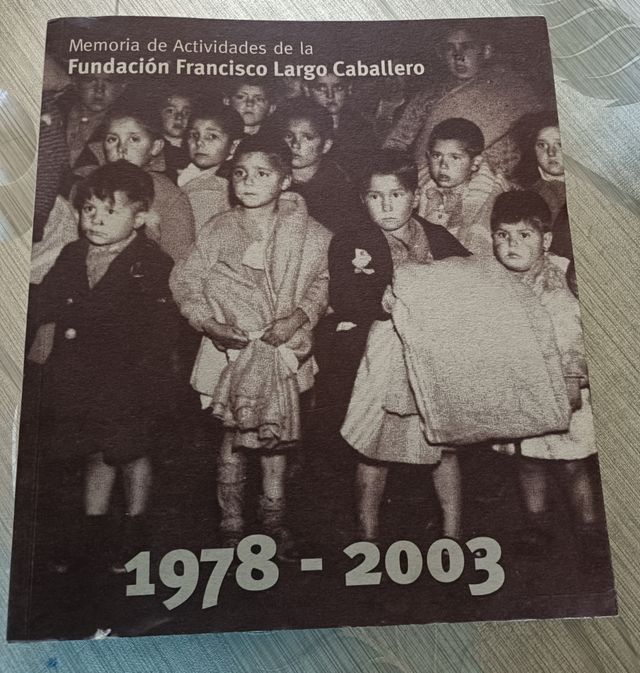 Memoria de Actividades de la
Fundación Francisco Largo Caballero
1978 - 2003